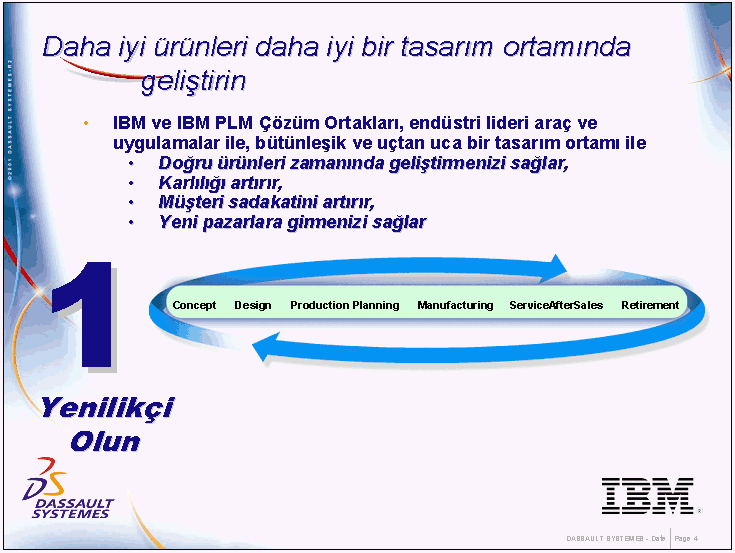 Daha iyi ürünleri daha iyi bir tasarım ortamında
geliştirin
• IBM ve IBM PLM Çözüm Ortakları, endüstri lideri araç ve
uygulamalar ile, bütünleşik ve uçtan uca bir tasarım ortamı ile
• Doğru ürünleri zamanında geliştirmenizi sağlar,
• Karlılığı artırır,
• Müşteri sadakatini artırır,
• Yeni pazarlara girmenizi sağlar
1
Concept Design Production Planning Manufacturing ServiceAfterSales Retirement
Yenilikçi
Olun
DASSAULT
SYSTEMES
IBM®
DASSAULT SYSTEMES - Date Page 4
©2001 DASSAULT SYSTEMES-R2